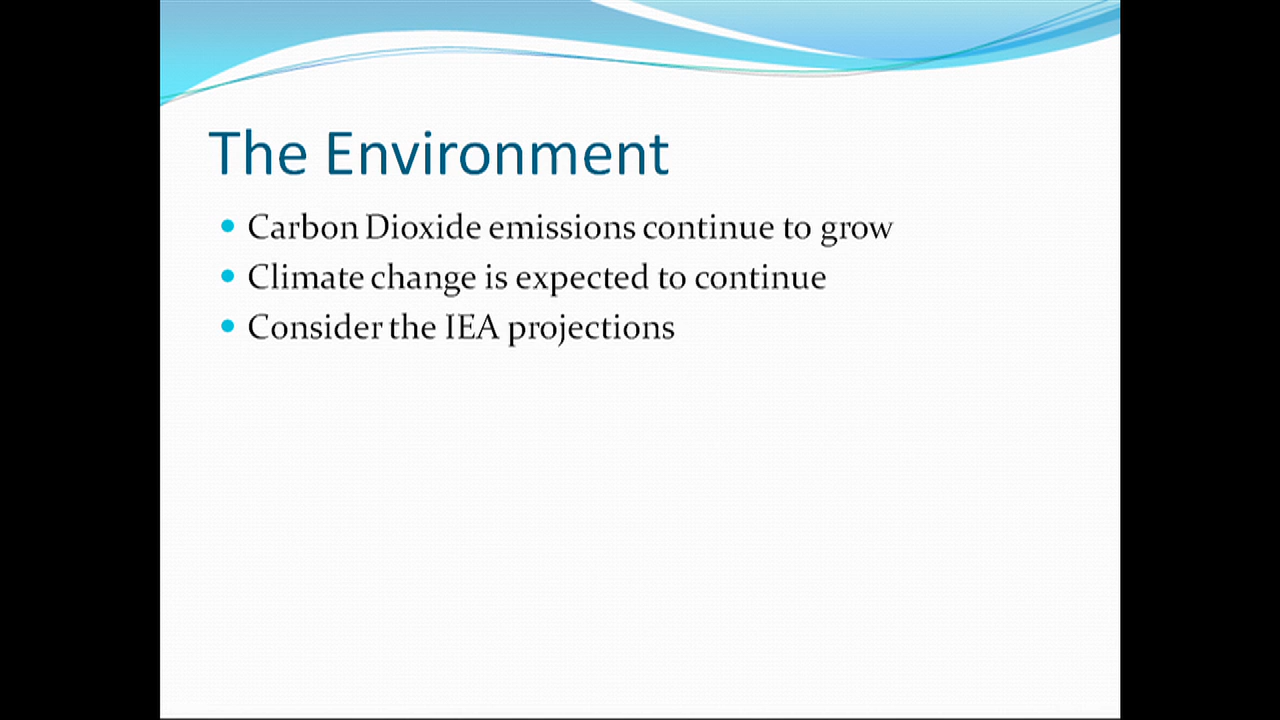 The Environment
Carbon Dioxide emissions continue to grow
Climate change is expected to continue
Consider the IEA projections